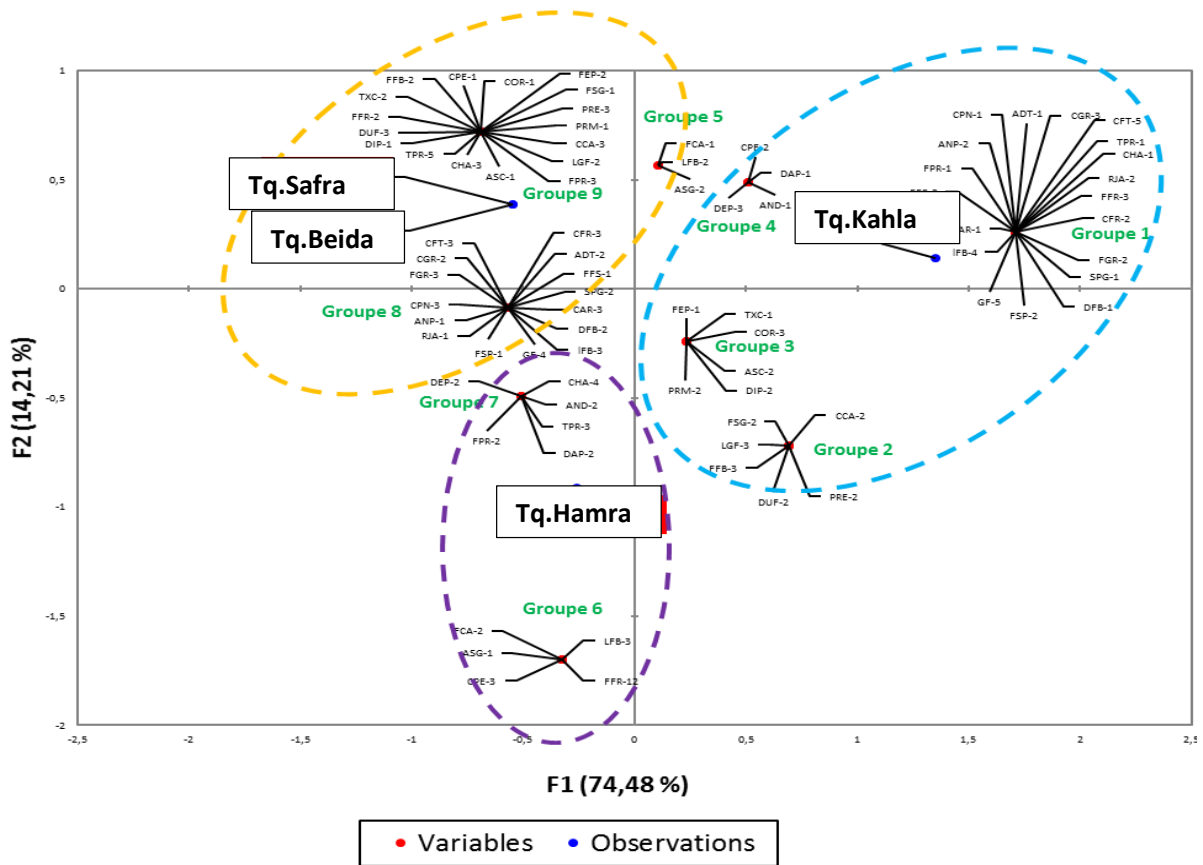 1
0,5
0
-0,5
-1
-1,5
-2
-2,5
-2
-1,5
-1
-0,5
0
0,5
1
1,5
2
2,5
F2 (14,21 %)
F1 (74,48 %)
FFB-2
CPE-1
COR-1
FEP-2
TXC-2
FSG-1
FFR-2
PRE-3
DUF-3
PRM-1
DIP-1
CCA-3
TPR-5
CHA-3
ASC-1
LGF-2
FPR-3
Groupe 9
Tq.Safra
Tq.Beida
Groupe 5
FCA-1
LFB-2
ASG-2
CPE-2
DAP-1
DEP-3
AND-1
Groupe 4
CPN-1
ADT-1
CGR-3
CFT-5
ANP-2
TPR-1
FPR-1
CHA-1
RJA-2
FFR-3
CFR-2
Groupe 1
FGR-2
SPG-1
DFB-1
FSP-2
GF-5
Tq.Kahla
CFT-3
CFR-3
CGR-2
ADT-2
FGR-3
FFS-1
SPG-2
CPN-3
CAR-3
Groupe 8
ANP-1
DFB-2
RJA-1
FSP-1
GF-4
FEP-1
TXC-1
COR-3
Groupe 3
ASC-2
PRM-2
DIP-2
DEP-2
CHA-4
Groupe 7
AND-2
TPR-3
FPR-2
DAP-2
FSG-2
CCA-2
LGF-3
Groupe 2
FFB-3
DUF-2
PRE-2
Tq.Hamra
Groupe 6
LFB-3
ASG-1
CPE-3
FFR-12
Variables
Observations